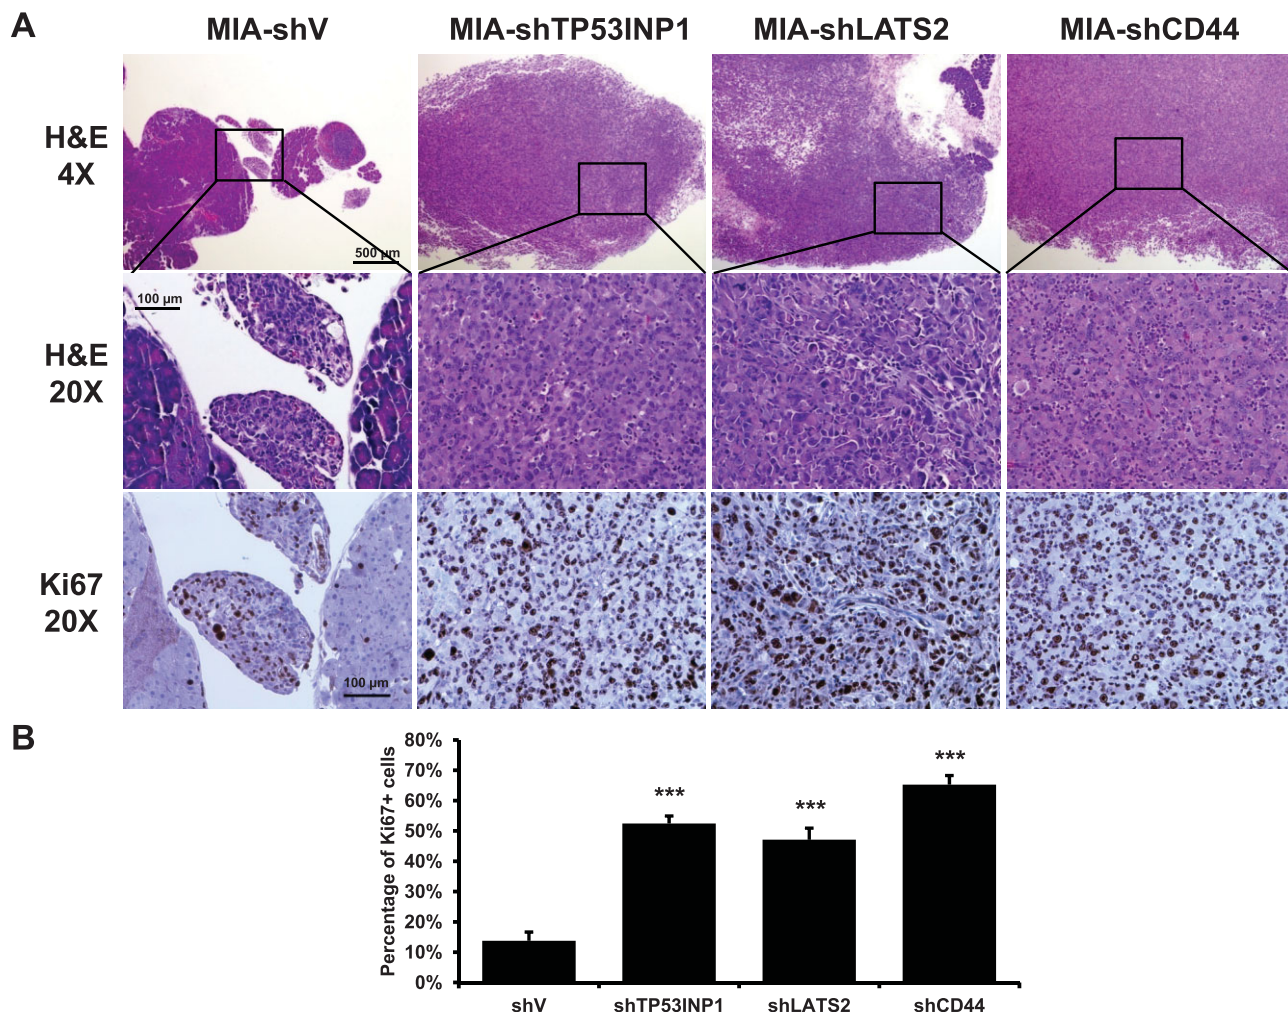 A
MIA-shV
MIA-shTP53INP1
MIA-shLATS2
MIA-shCD44
H&E
4X
500 µm
H&E
20X
100 µm
Ki67
20X
100 µm
B
Percentage of Ki67+ cells
80%
70%
60%
50%
40%
30%
20%
10%
0%
***
***
***
shV
shTP53INP1
shLATS2
shCD44